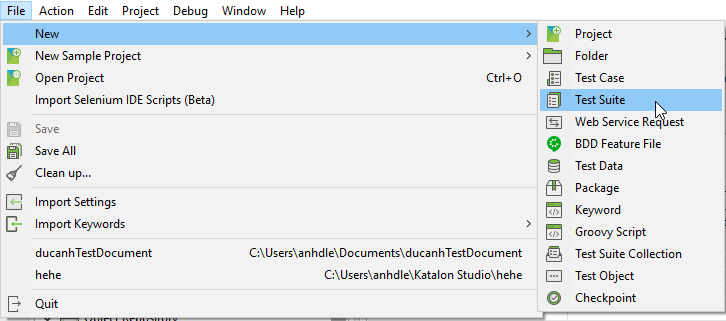 File Action Edit Project Debug Window Help
New
New Sample Project
Open Project Ctrl+O
Import Selenium IDE Scripts (Beta)
Save
Save All
Clean up...
Import Settings
Import Keywords
ducanhTestDocument C:\Users\anhdle\Documents\ducanhTestDocument
hehe C:\Users\anhdle\Katalon Studio\hehe
Quit
Object Repository
Project
Folder
Test Case
Test Suite
Web Service Request
BDD Feature File
Test Data
Package
Keyword
Groovy Script
Test Suite Collection
Test Object
Checkpoint